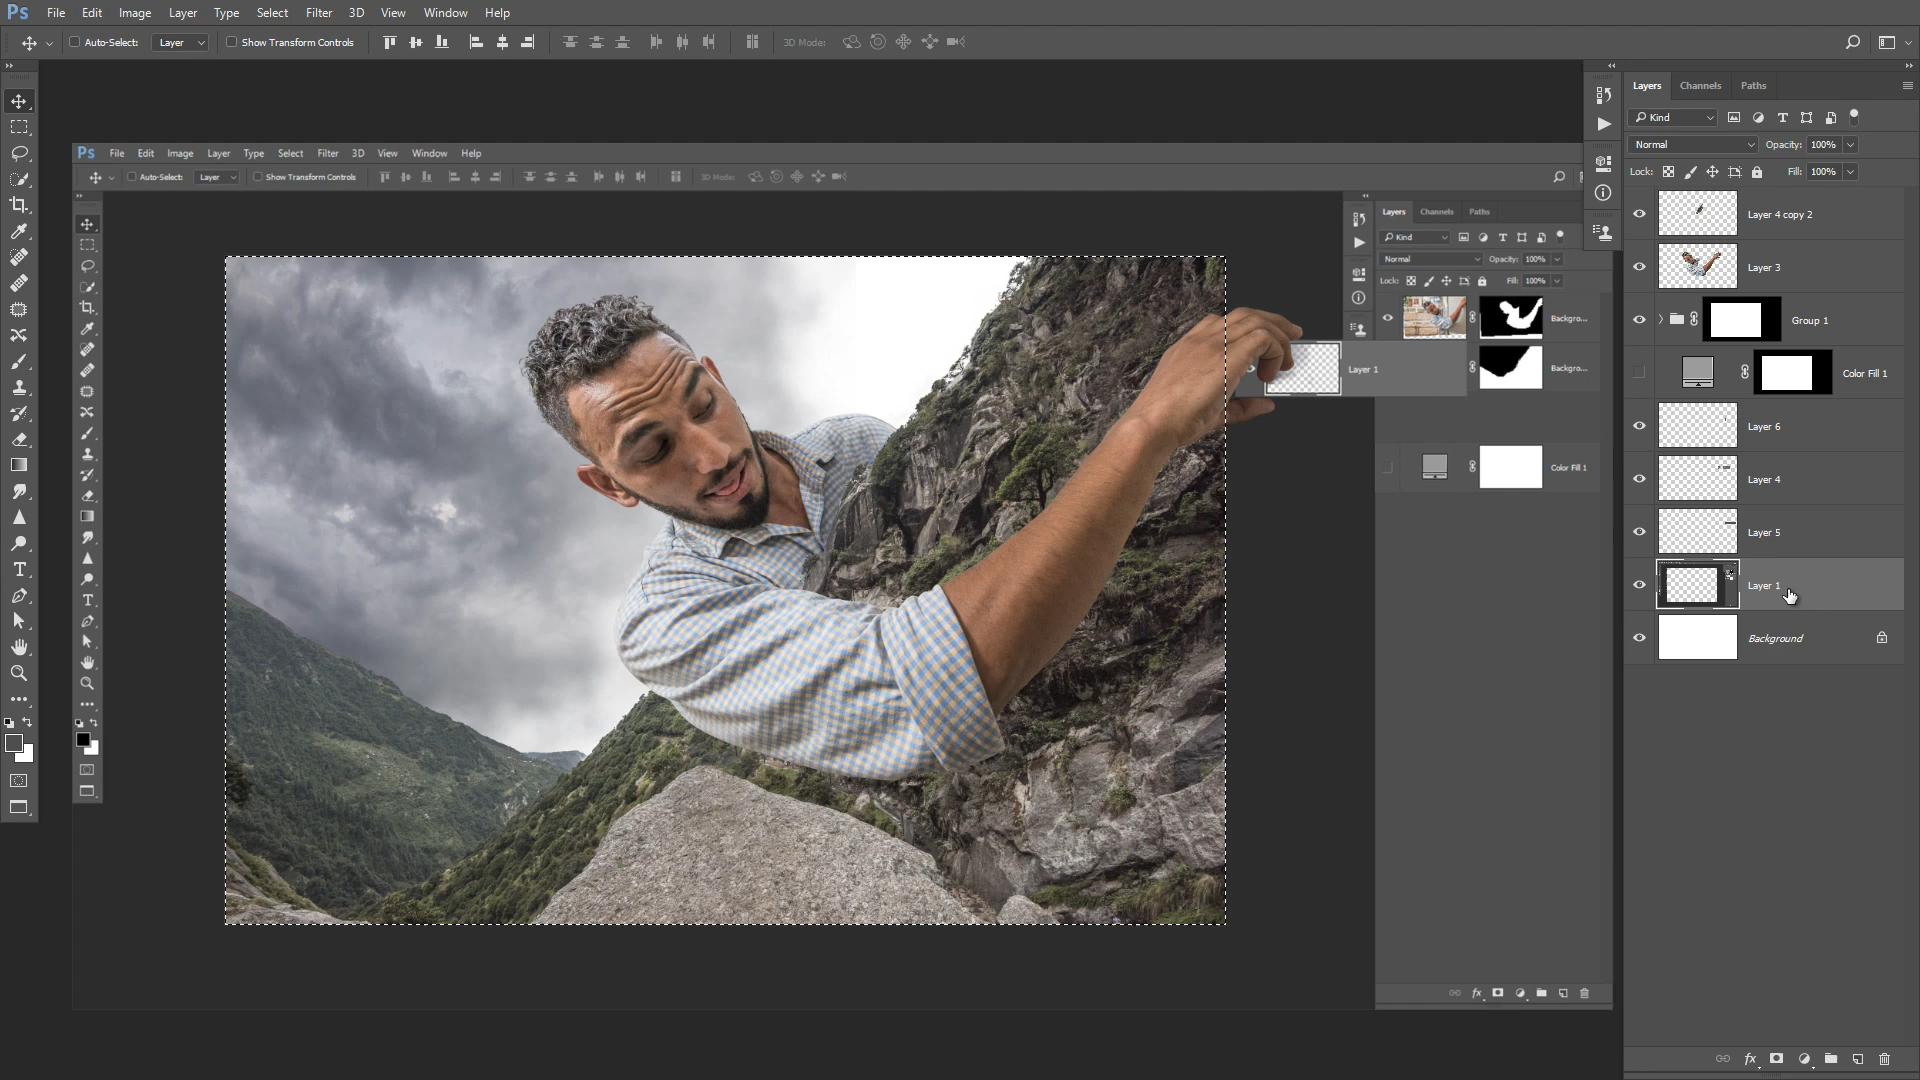 Ps File Edit Image Layer Type Select Filter 3D View Window Help
Auto-Select: Layer Show Transform Controls 3D Mode:
Layers Channels Paths
Kind
Normal Opacity: 100%
Lock: Fill: 100%
Layer 4 copy 2
Layer 3
Group 1
Color Fill 1
Layer 6
Layer 4
Layer 5
Layer 1
Background
fx
T
Ps File Edit Image Layer Type Select Filter 3D View Window Help
Auto-Select: Layer Show Transform Controls 3D Mode:
Layers Channels Paths
Kind
Normal Opacity: 100%
Lock: Fill: 100%
Backgro...
Layer 1
Backgro...
Color Fill 1
fx
T